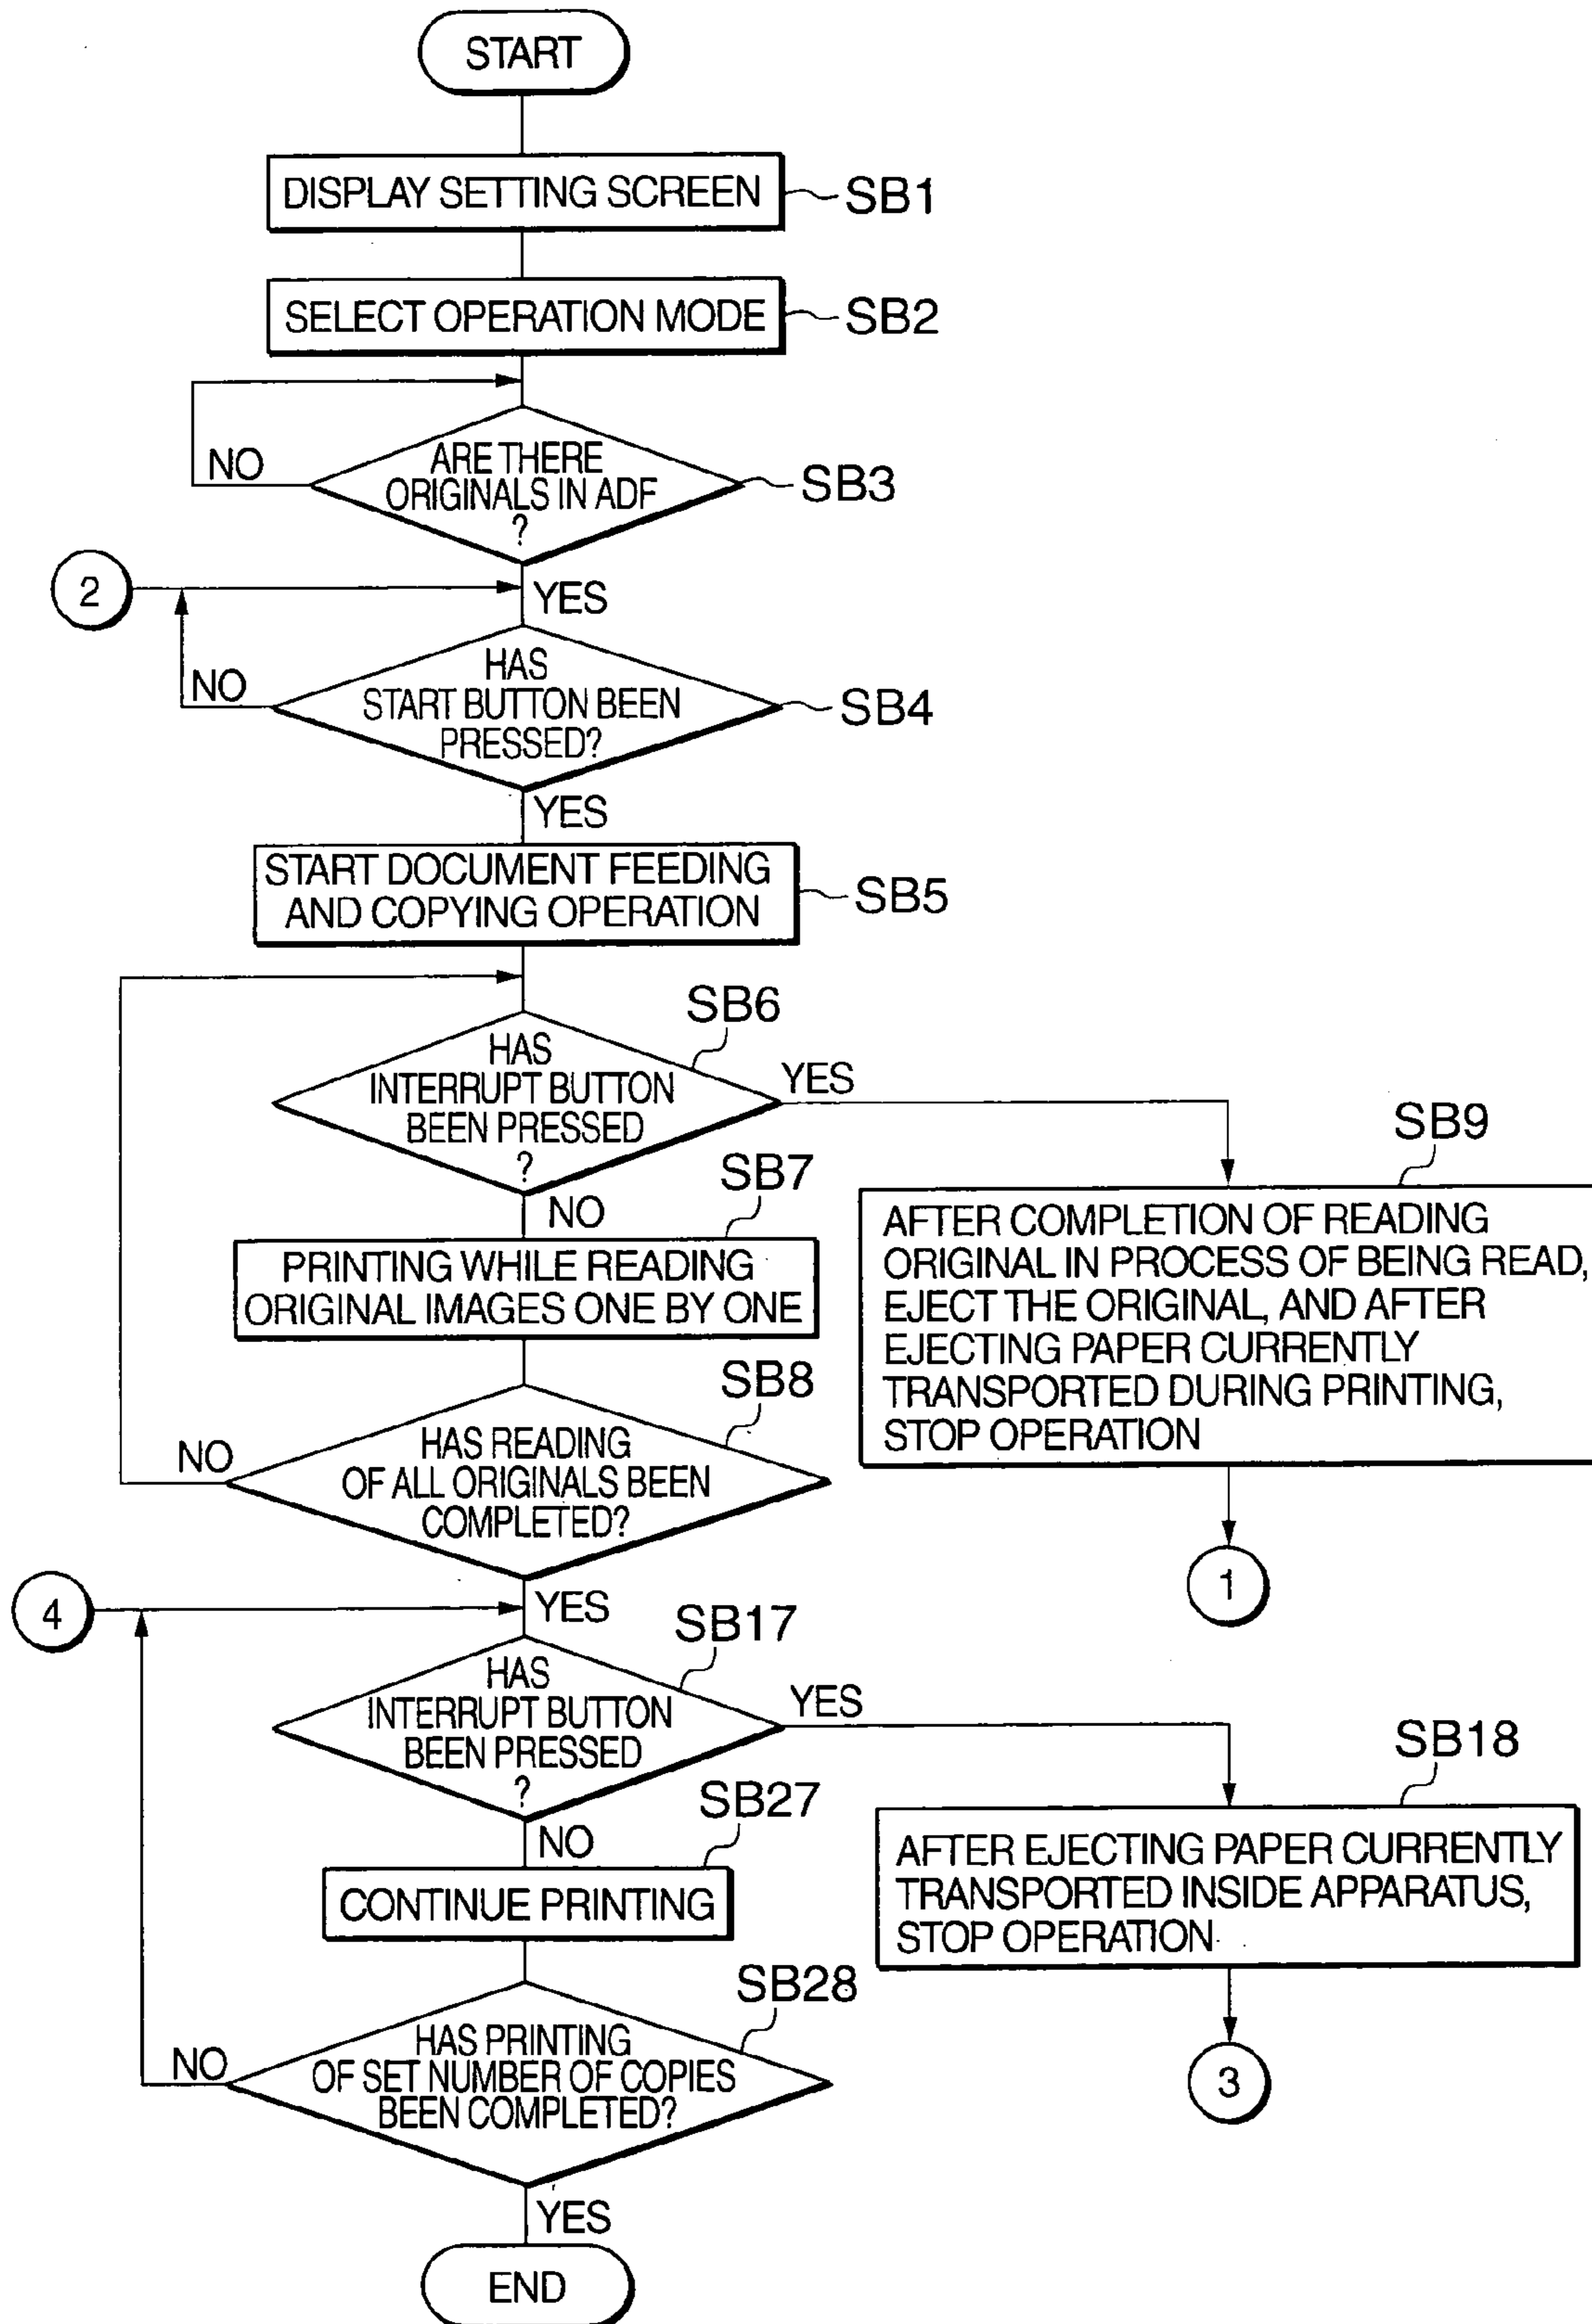 START
DISPLAY SETTING SCREEN
SB1
SELECT OPERATION MODE
SB2
NO
ARE THERE
ORIGINALS IN ADF
?
SB3
2
YES
NO
HAS
START BUTTON BEEN
PRESSED?
SB4
YES
START DOCUMENT FEEDING
AND COPYING OPERATION
SB5
SB6
HAS
INTERRUPT BUTTON
BEEN PRESSED
?
YES
SB9
AFTER COMPLETION OF READING
ORIGINAL IN PROCESS OF BEING READ,
EJECT THE ORIGINAL, AND AFTER
EJECTING PAPER CURRENTLY
TRANSPORTED DURING PRINTING,
STOP OPERATION
1
NO
SB7
PRINTING WHILE READING
ORIGINAL IMAGES ONE BY ONE
SB8
NO
HAS READING
OF ALL ORIGINALS BEEN
COMPLETED?
4
YES
SB17
HAS
INTERRUPT BUTTON
BEEN PRESSED
?
YES
SB18
AFTER EJECTING PAPER CURRENTLY
TRANSPORTED INSIDE APPARATUS,
STOP OPERATION
3
NO
SB27
CONTINUE PRINTING
SB28
NO
HAS PRINTING
OF SET NUMBER OF COPIES
BEEN COMPLETED?
YES
END